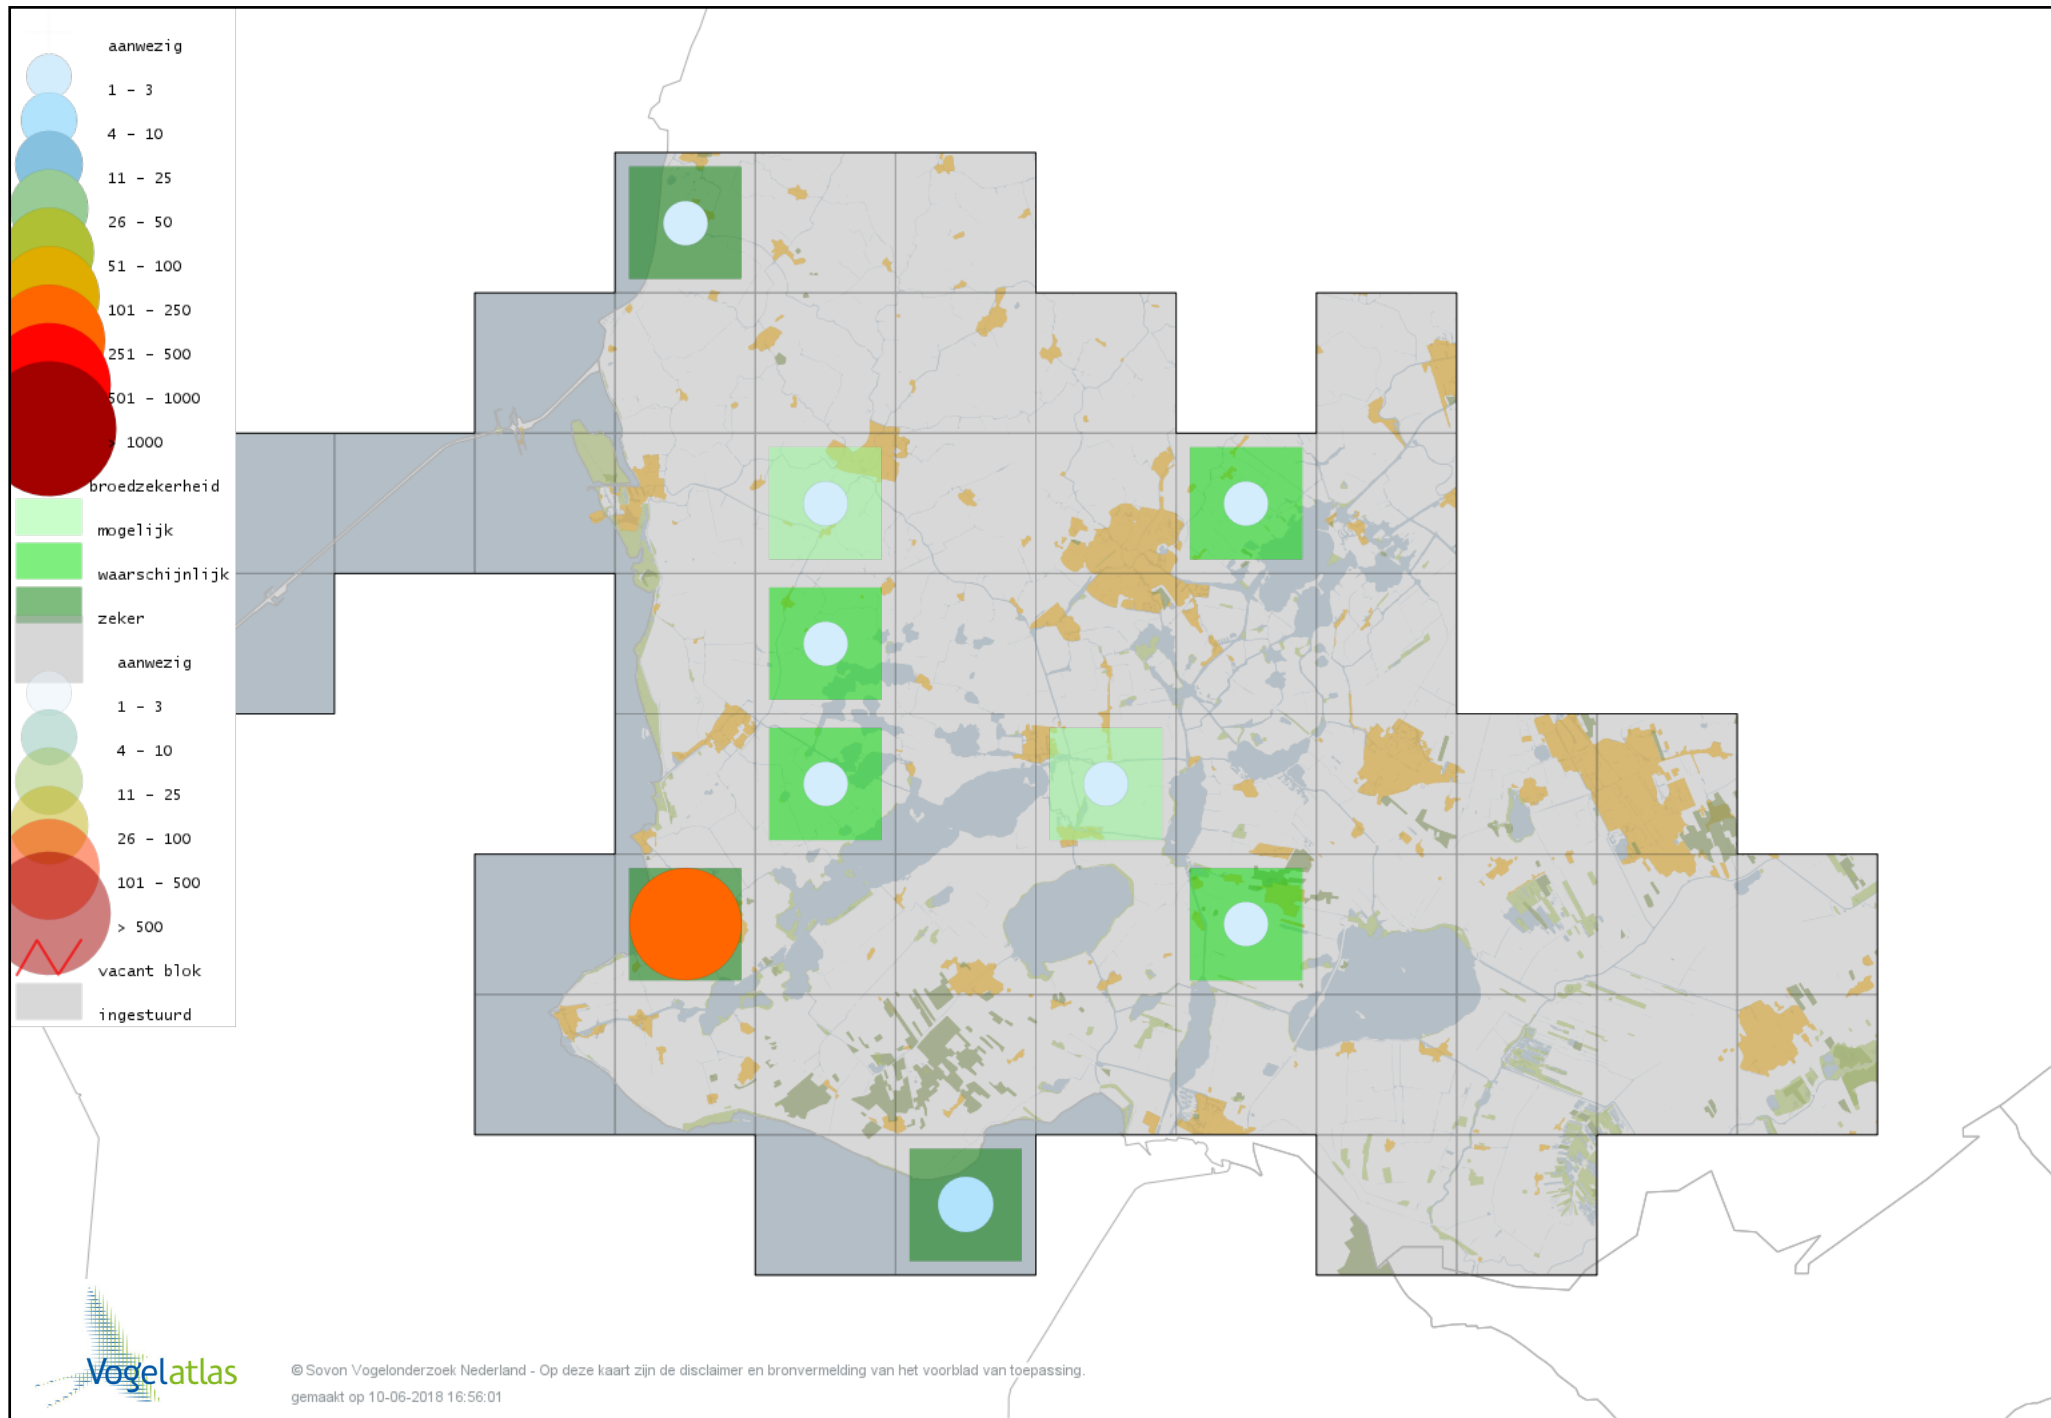 aanwezig
1 - 3
4 - 10
11 - 25
26 - 50
51 - 100
101 - 250
251 - 500
501 - 1000
> 1000
broedzekerheid
mogelijk
waarschijnlijk
zeker
aanwezig
1 - 3
4 - 10
11 - 25
26 - 100
101 - 500
> 500
vacant blok
ingestuurd
Vogelatlas
© Sovon Vogelonderzoek Nederland - Op deze kaart zijn de disclaimer en bronvermelding van het voorblad van toepassing.
gemaakt op 10-06-2018 16:56:01